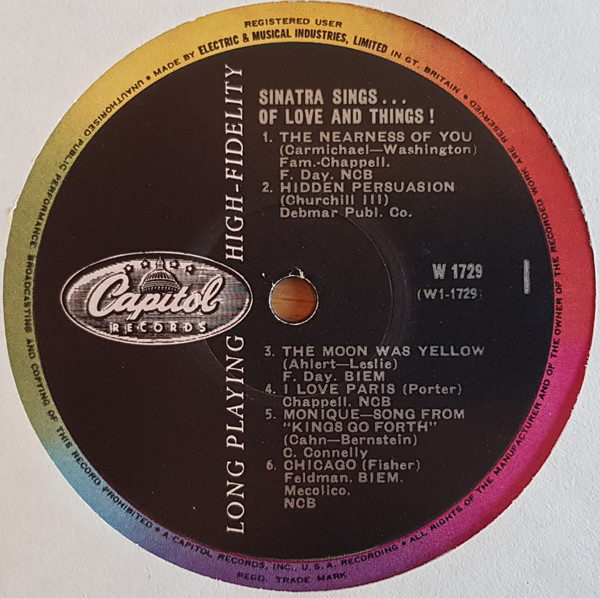 REGISTERED USER
• MADE BY ELECTRIC & MUSICAL INDUSTRIES, LIMITED IN GT. BRITAIN •
ALL RIGHTS OF THE MANUFACTURER AND OF THE OWNER OF THE RECORDED WORK ARE RESERVED
UNAUTHORISED PUBLIC PERFORMANCE, BROADCASTING AND COPYING OF THIS RECORD PROHIBITED •
A CAPITOL RECORDS, INC., U. S. A. RECORDING •
REGD. TRADE MARK
LONG PLAYING HIGH-FIDELITY
Capitol
RECORDS
SINATRA SINGS...
OF LOVE AND THINGS!
1. THE NEARNESS OF YOU
(Carmichael—Washington)
Fam.-Chappell.
F. Day. NCB
2. HIDDEN PERSUASION
(Churchill III)
Debmar Publ. Co.
W 1729
(W1-1729)
1
3. THE MOON WAS YELLOW
(Ahlert—Leslie)
F. Day. BIEM
4. I LOVE PARIS (Porter)
Chappell. NCB
5. MONIQUE—SONG FROM
"KINGS GO FORTH"
(Cahn—Bernstein)
C. Connelly
6. CHICAGO (Fisher)
Feldman. BIEM.
Mecolico.
NCB